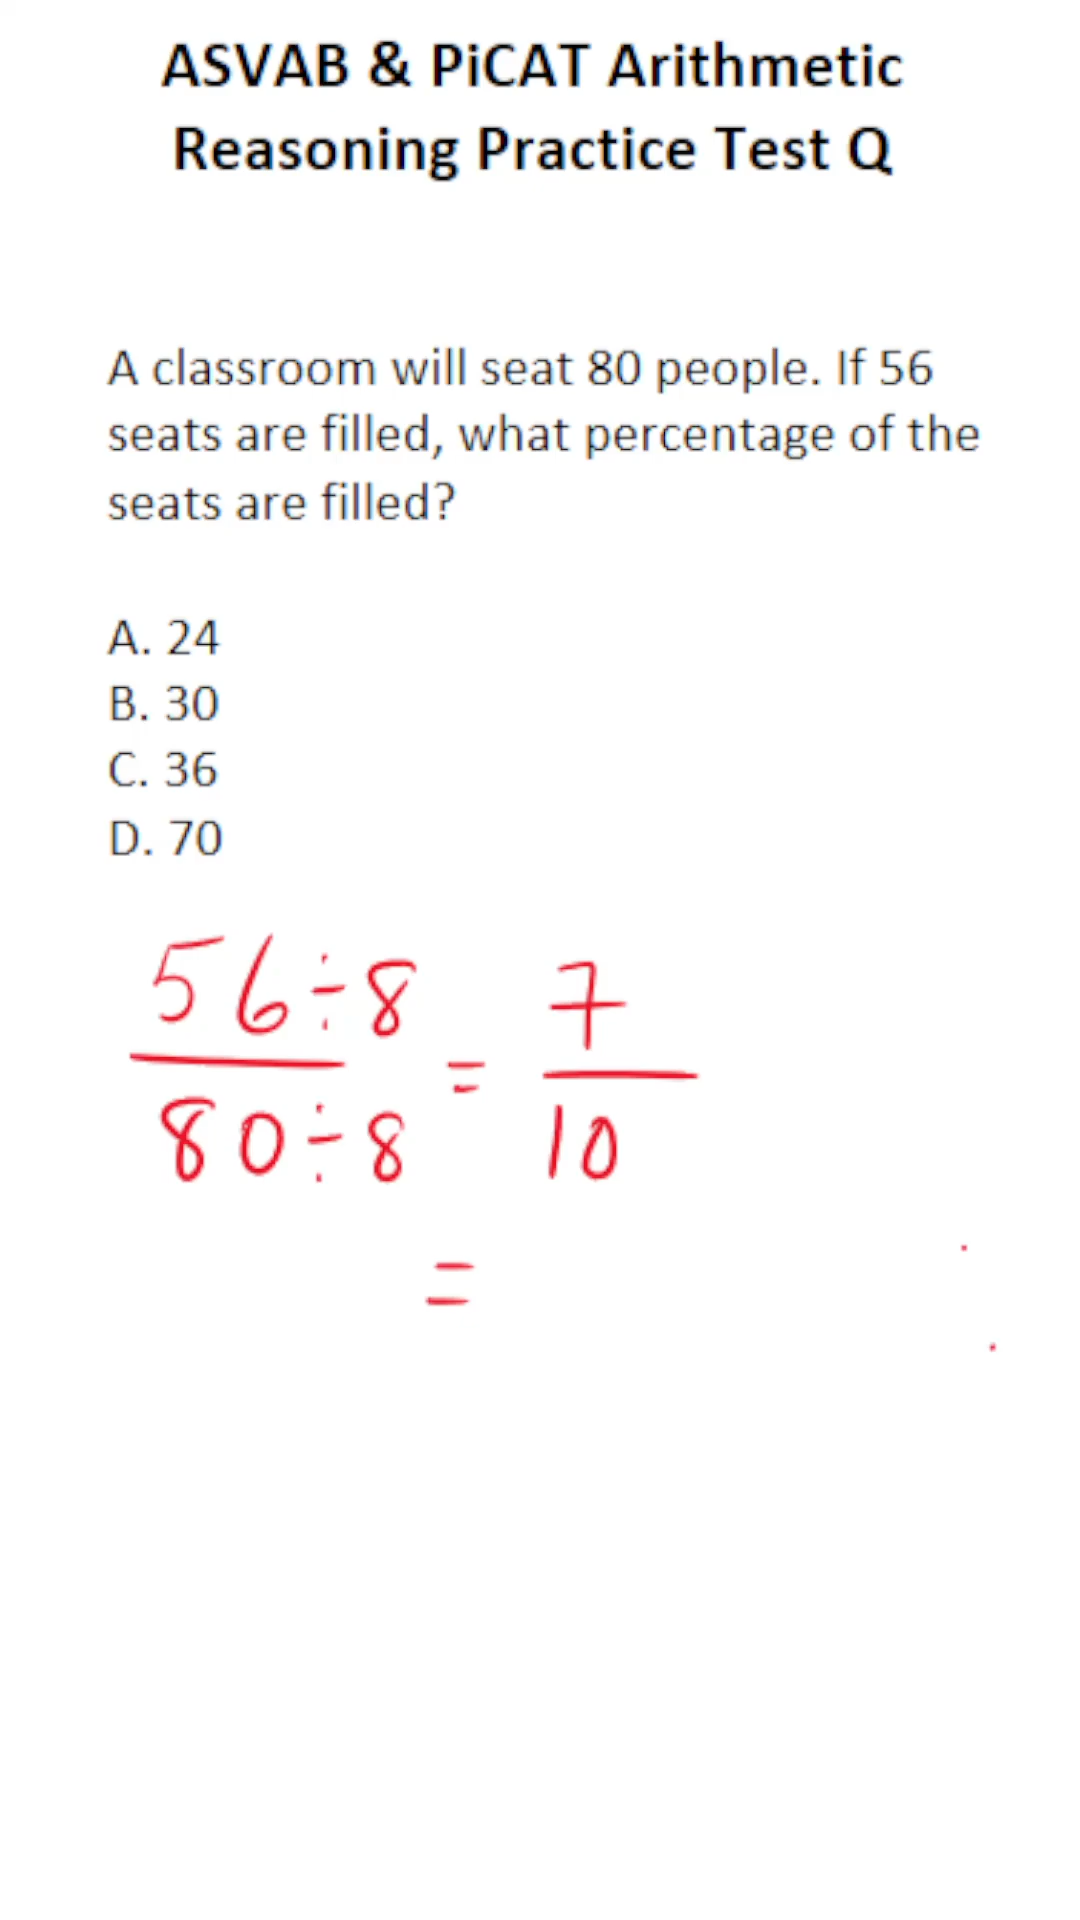 ASVAB & PiCAT Arithmetic
Reasoning Practice Test Q
A classroom will seat 80 people. If 56
seats are filled, what percentage of the
seats are filled?
A. 24
B. 30
C. 36
D. 70
56÷8 = 7
80÷8 10
=